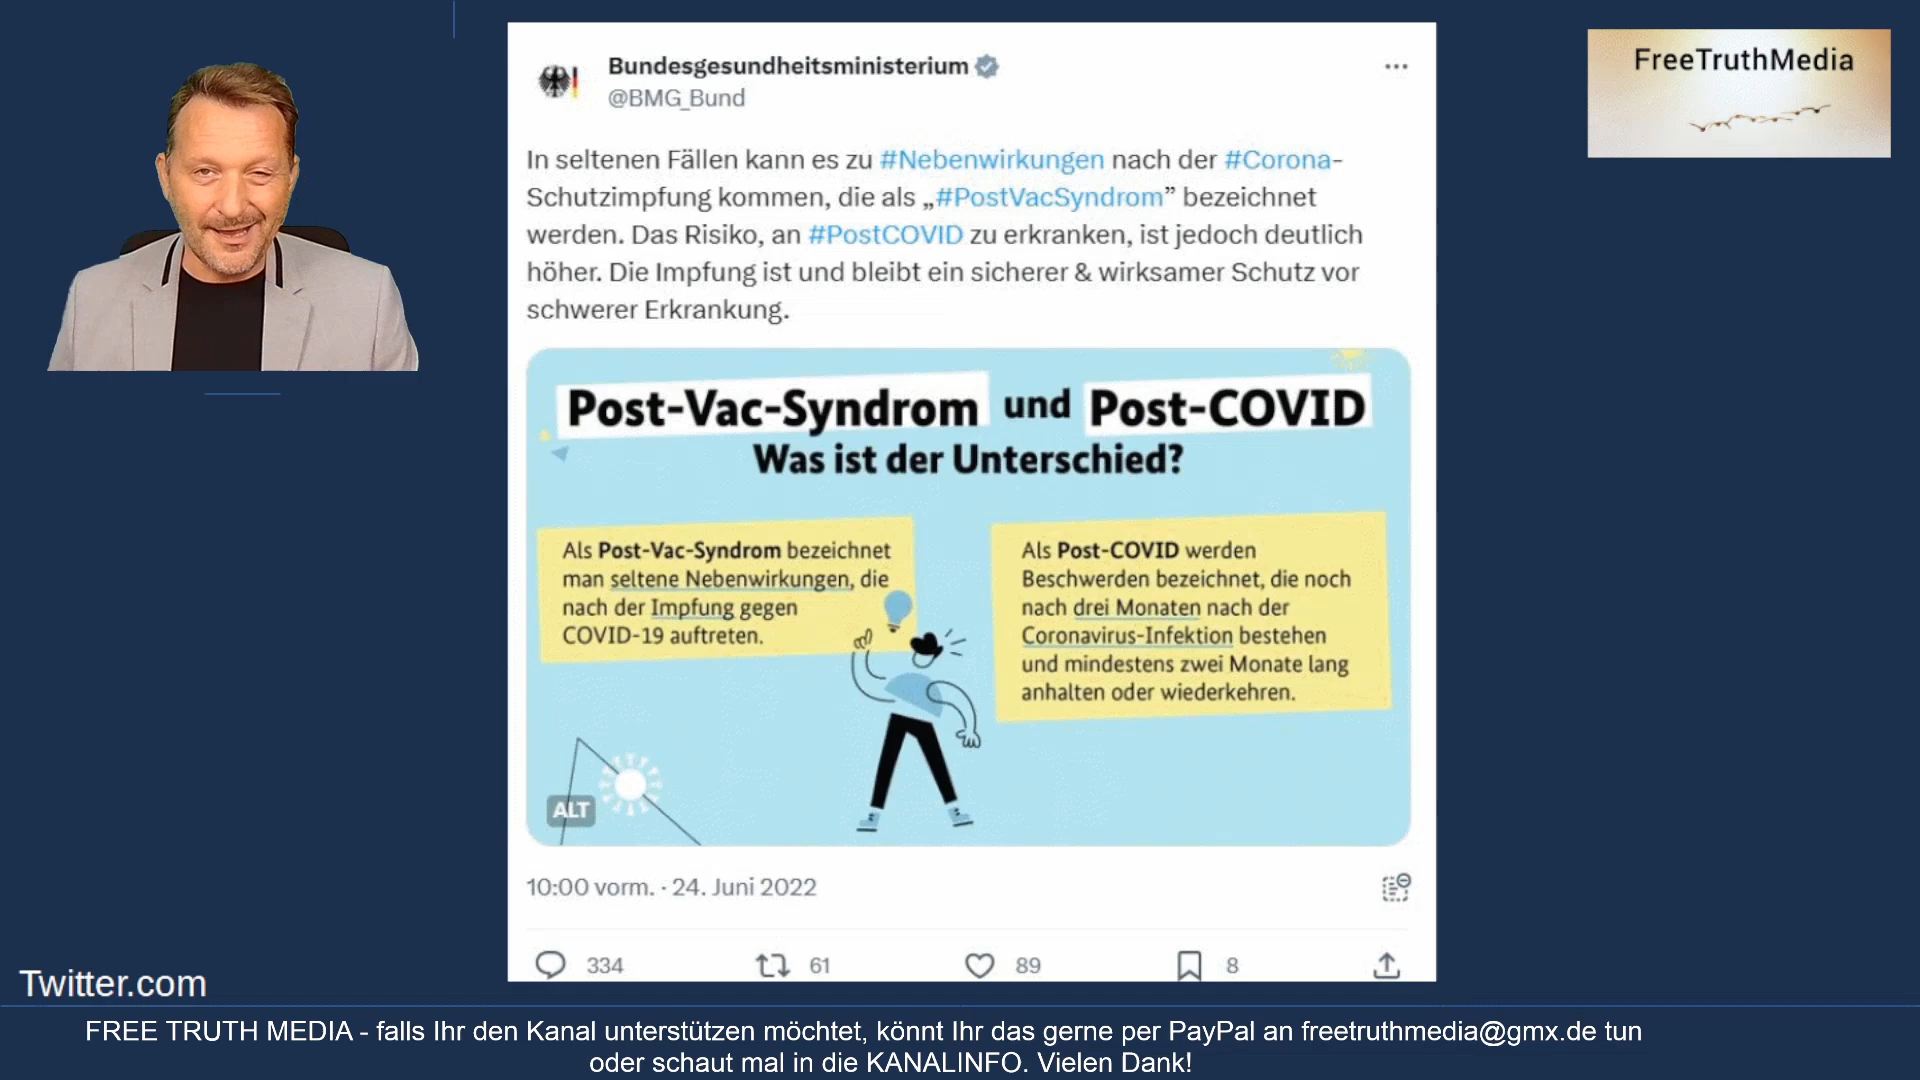 Bundesgesundheitsministerium
@BMG_Bund
FreeTruthMedia
In seltenen Fällen kann es zu #Nebenwirkungen nach der #Corona-
Schutzimpfung kommen, die als „#PostVacSyndrom” bezeichnet
werden. Das Risiko, an #PostCOVID zu erkranken, ist jedoch deutlich
höher. Die Impfung ist und bleibt ein sicherer & wirksamer Schutz vor
schwerer Erkrankung.
Post-Vac-Syndrom und Post-COVID
Was ist der Unterschied?
Als Post-Vac-Syndrom bezeichnet
man seltene Nebenwirkungen, die
nach der Impfung gegen
COVID-19 auftreten.
Als Post-COVID werden
Beschwerden bezeichnet, die noch
nach drei Monaten nach der
Coronavirus-Infektion bestehen
und mindestens zwei Monate lang
anhalten oder wiederkehren.
ALT
10:00 vorm. · 24. Juni 2022
334 61 89 8
Twitter.com
FREE TRUTH MEDIA - falls Ihr den Kanal unterstützen möchtet, könnt Ihr das gerne per PayPal an freetruthmedia@gmx.de tun
oder schaut mal in die KANALINFO. Vielen Dank!